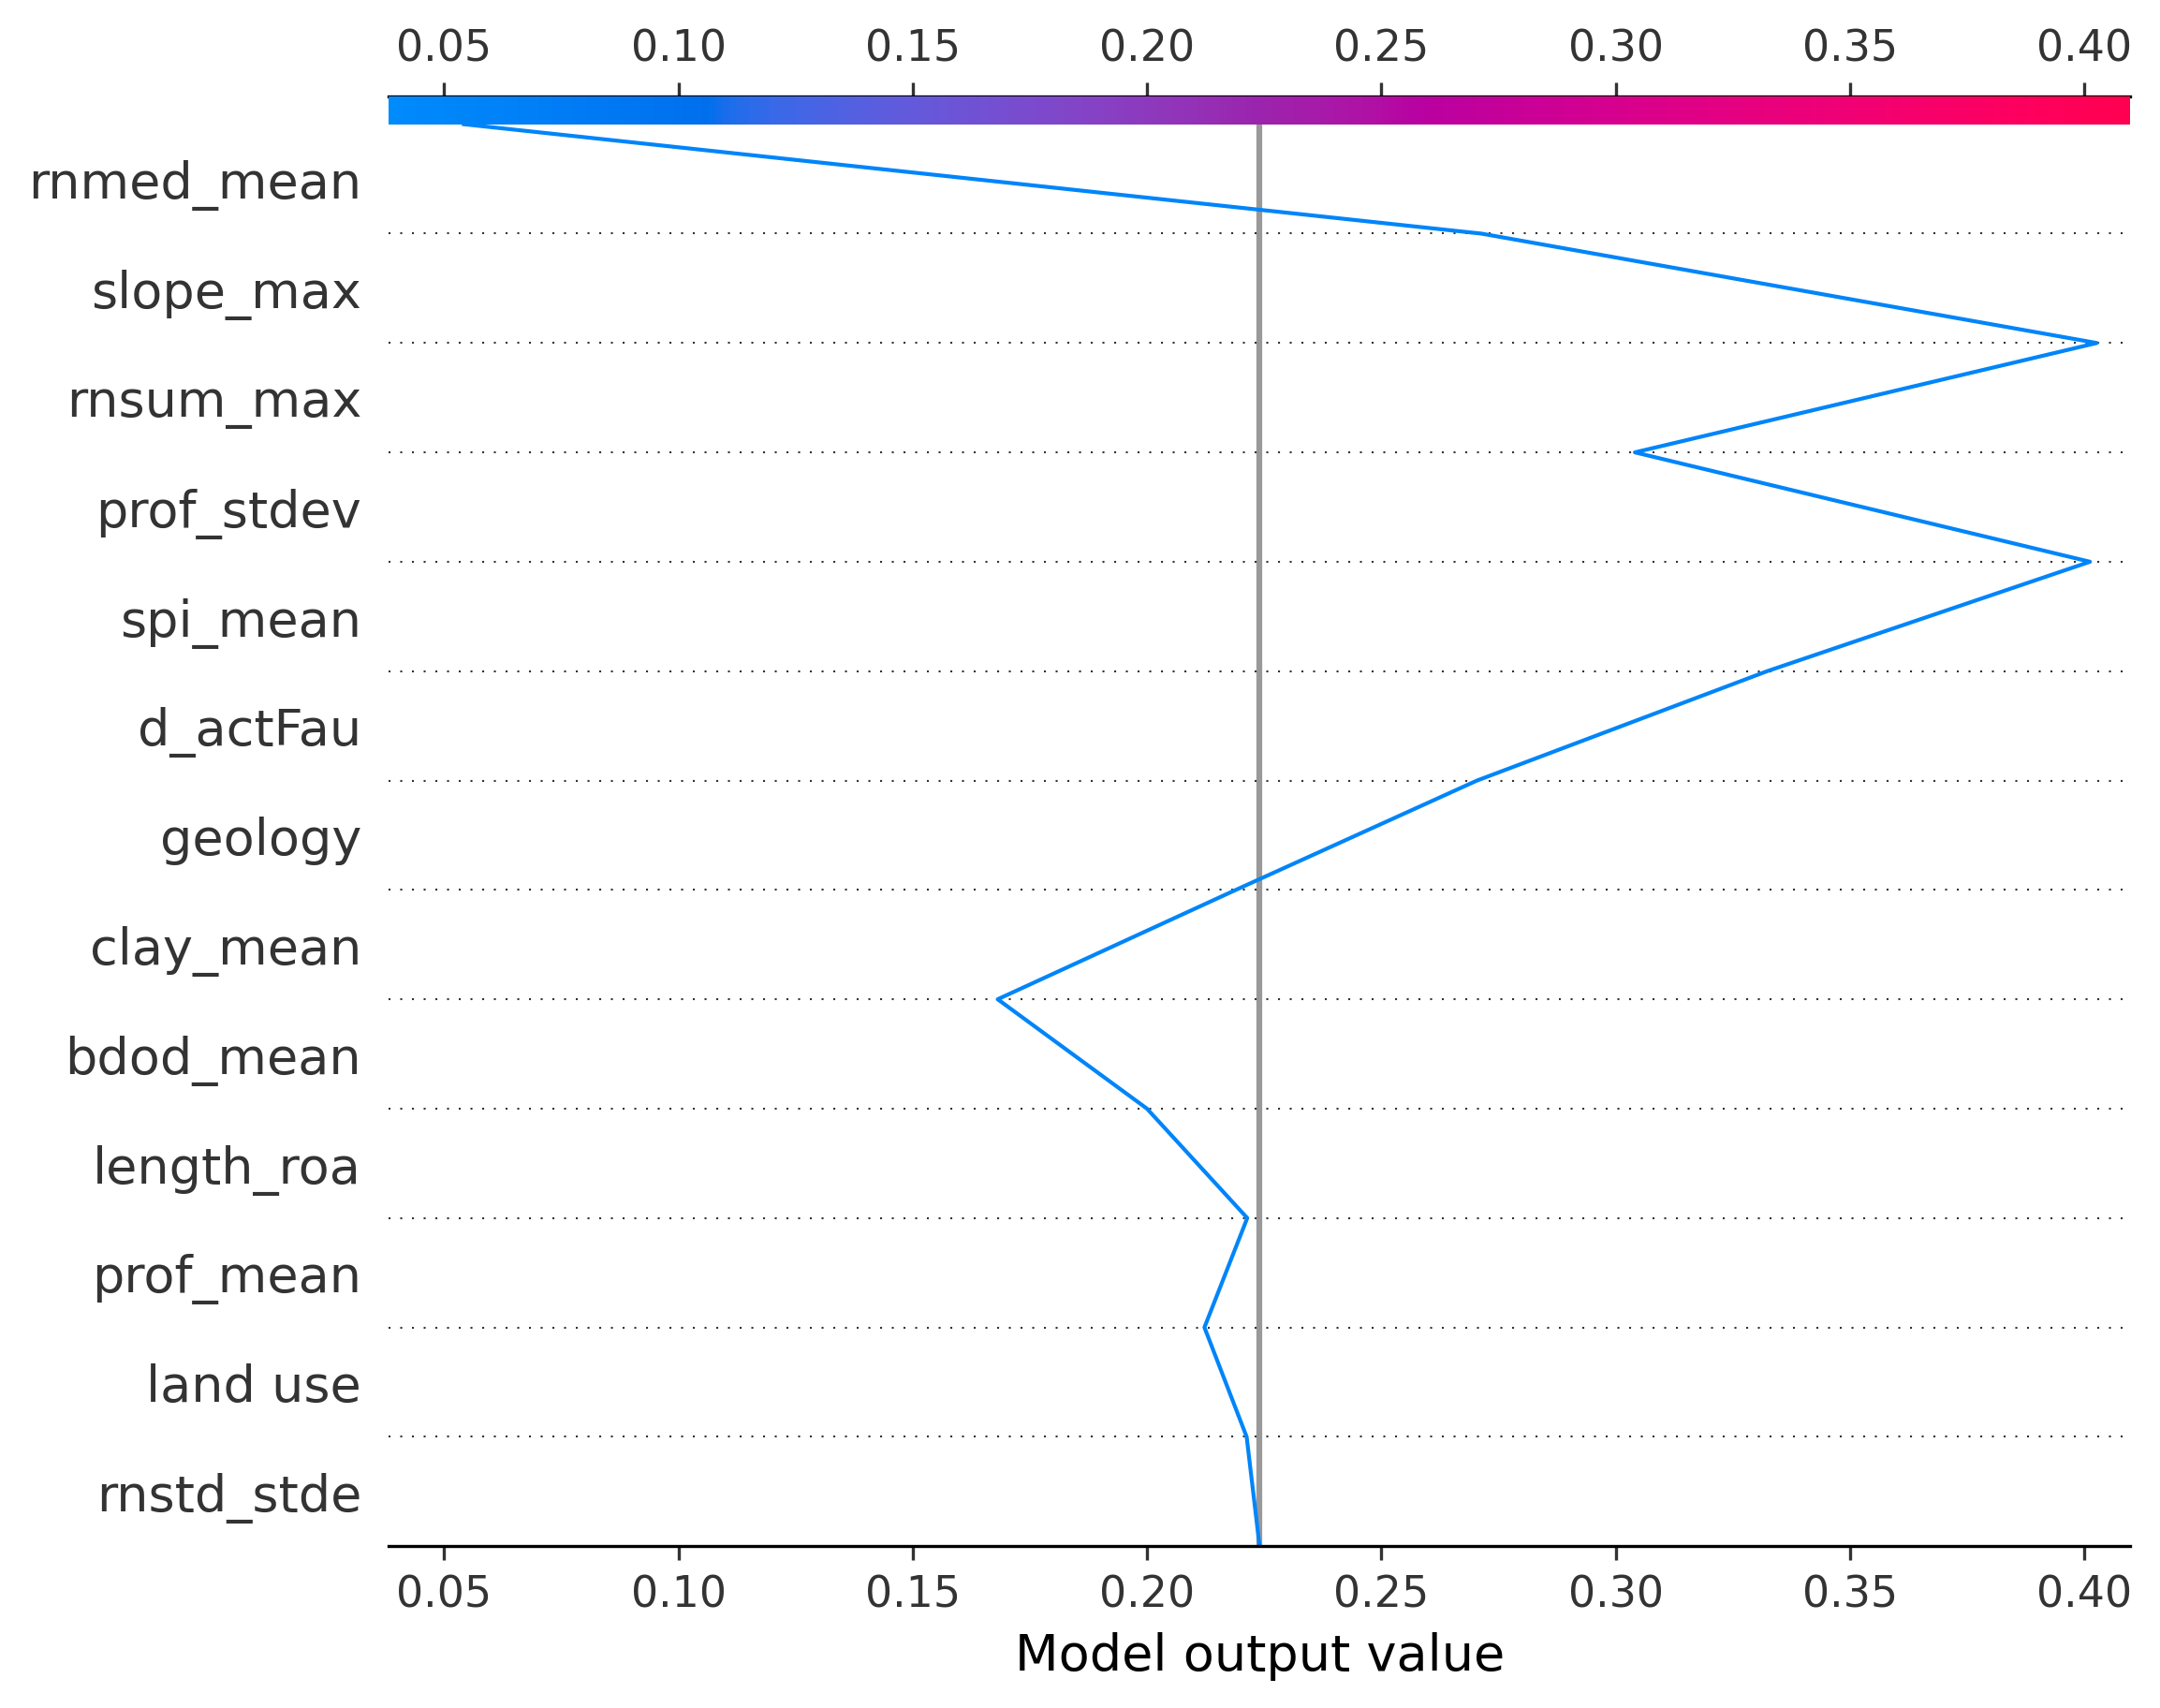 0.05 0.10 0.15 0.20 0.25 0.30 0.35 0.40
rnmed_mean
slope_max
rnsum_max
prof_stdev
spi_mean
d_actFau
geology
clay_mean
bdod_mean
length_roa
prof_mean
land use
rnstd_stde
0.05 0.10 0.15 0.20 0.25 0.30 0.35 0.40
Model output value